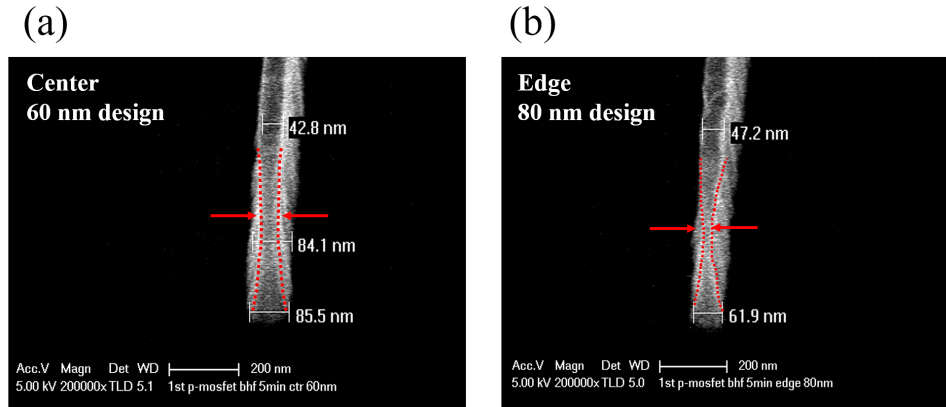 (a)
Center
60 nm design
42.8 nm
84.1 nm
85.5 nm
Acc.V Magn Det WD
200 nm
5.00 kV 200000x TLD 5.1 1st p-mosfet bhf 5min ctr 60nm
(b)
Edge
80 nm design
47.2 nm
61.9 nm
Acc.V Magn Det WD
200 nm
5.00 kV 200000x TLD 5.0 1st p-mosfet bhf 5min edge 80nm